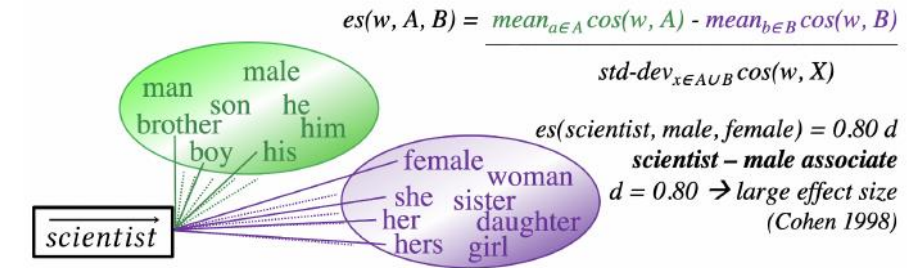 es(w, A, B) = mean_{a∈A}cos(w, A) - mean_{b∈B}cos(w, B)
std-dev_{x∈A∪B}cos(w, X)
man
male
son
he
brother
him
boy
his
female
woman
she
sister
her
daughter
hers
girl
scientist
es(scientist, male, female) = 0.80 d
scientist – male associate
d = 0.80 → large effect size
(Cohen 1998)